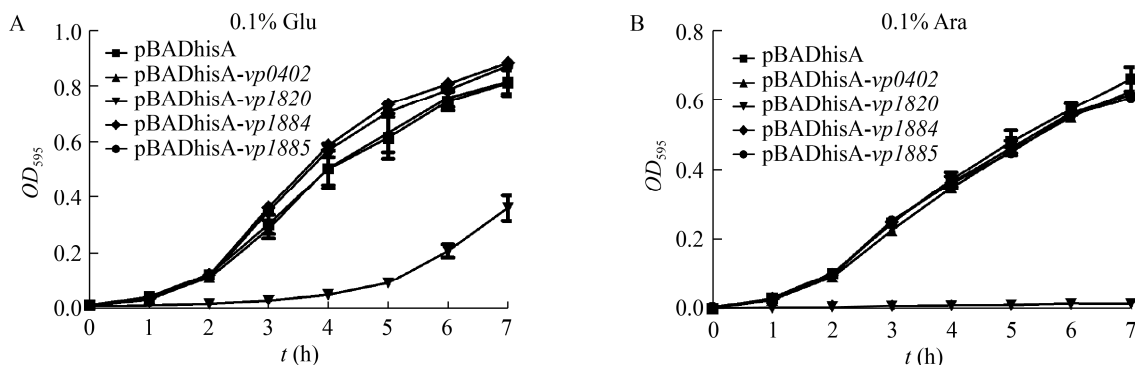 A
0.1% Glu
1.0
0.8
0.6
0.4
0.2
0.0
OD595
pBADhisA
pBADhisA-vp0402
pBADhisA-vp1820
pBADhisA-vp1884
pBADhisA-vp1885
0 1 2 3 4 5 6 7
t (h)
B
0.1% Ara
0.8
0.6
0.4
0.2
0.0
OD595
pBADhisA
pBADhisA-vp0402
pBADhisA-vp1820
pBADhisA-vp1884
pBADhisA-vp1885
0 1 2 3 4 5 6 7
t (h)